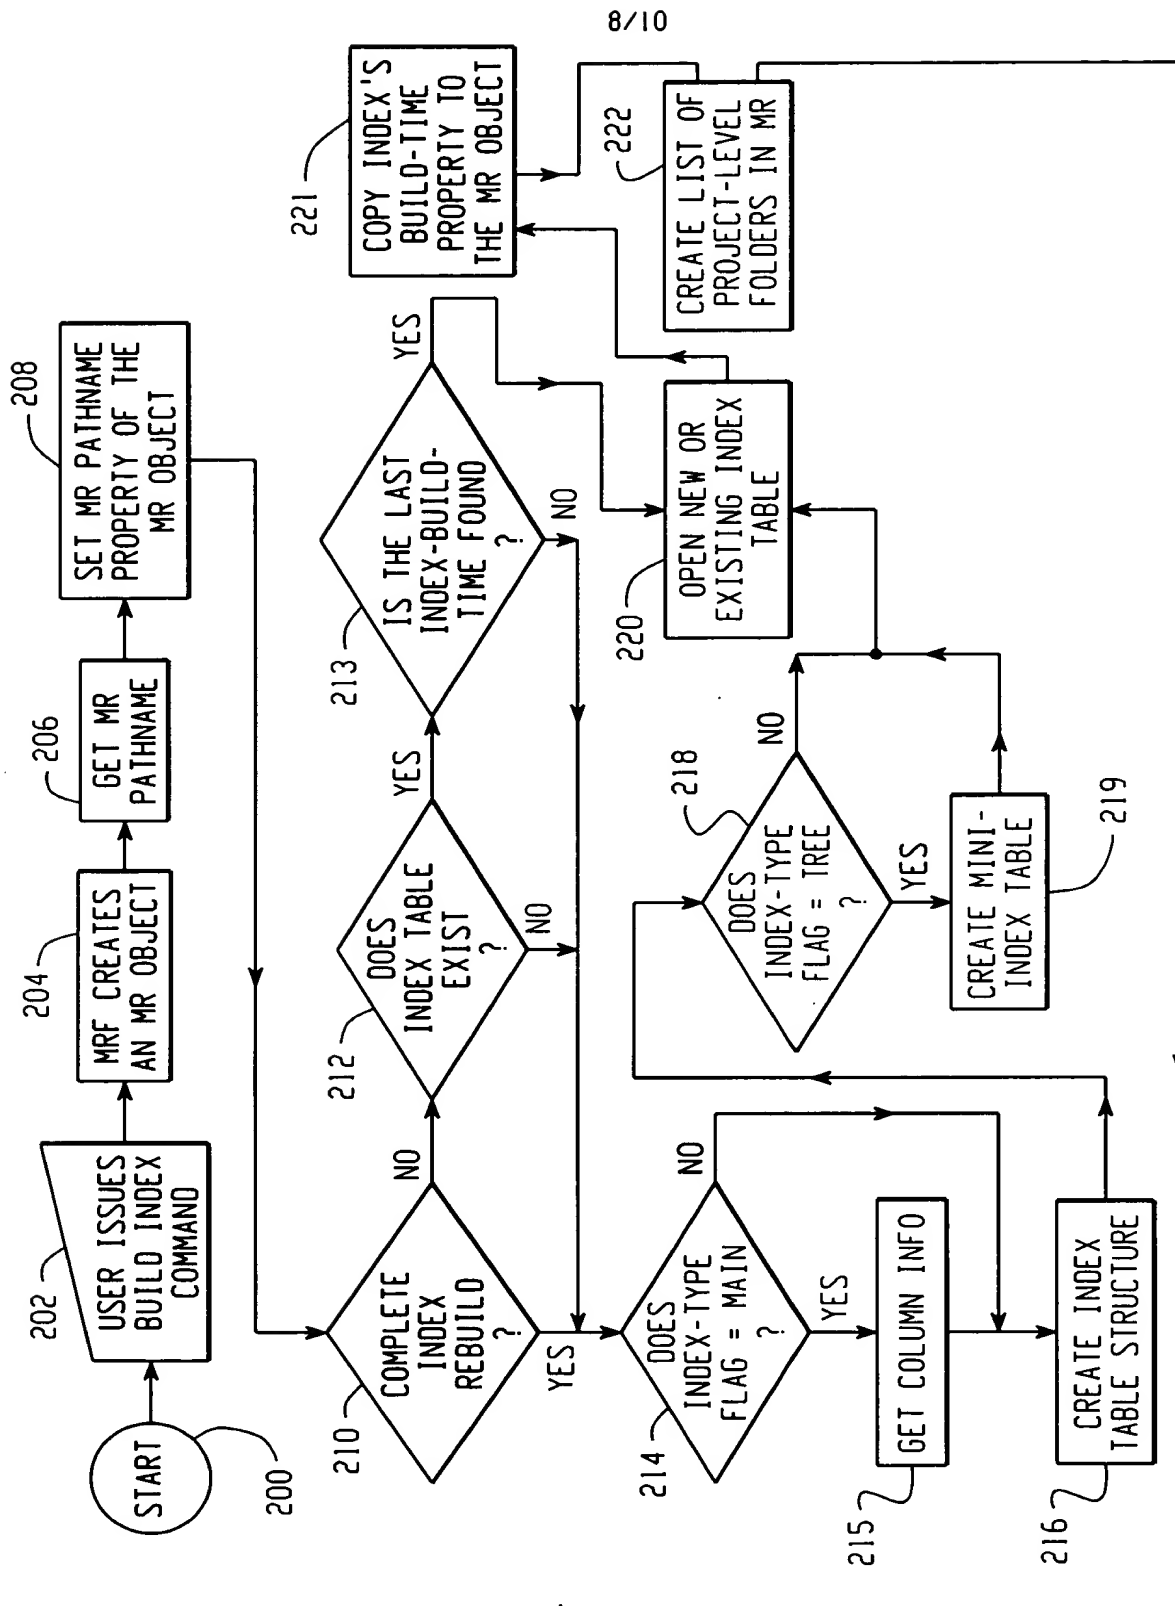 8/10
START
200
202
USER ISSUES
BUILD INDEX
COMMAND
204
MRF CREATES
AN MR OBJECT
206
GET MR
PATHNAME
208
SET MR PATHNAME
PROPERTY OF THE
MR OBJECT
210
COMPLETE
INDEX
REBUILD
?
NO
YES
212
DOES
INDEX TABLE
EXIST
?
YES
NO
213
IS THE LAST
INDEX-BUILD-
TIME FOUND
?
YES
NO
221
COPY INDEX'S
BUILD-TIME
PROPERTY TO
THE MR OBJECT
214
DOES
INDEX-TYPE
FLAG = MAIN
?
NO
YES
215
GET COLUMN INFO
216
CREATE INDEX
TABLE STRUCTURE
218
DOES
INDEX-TYPE
FLAG = TREE
?
NO
YES
CREATE MINI-
INDEX TABLE
219
220
OPEN NEW OR
EXISTING INDEX
TABLE
222
CREATE LIST OF
PROJECT-LEVEL
FOLDERS IN MR